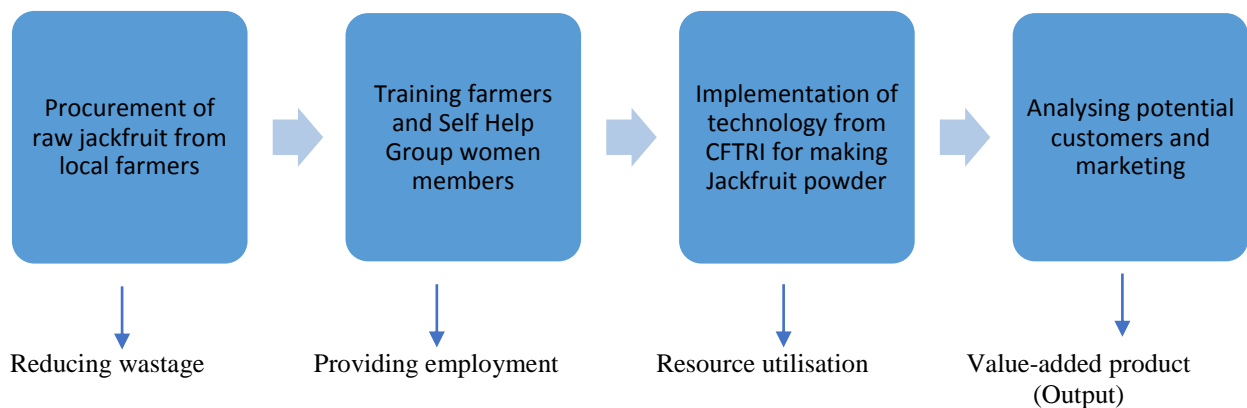 Procurement of
raw jackfruit from
local farmers
Training farmers
and Self Help
Group women
members
Implementation of
technology from
CFTRI for making
Jackfruit powder
Analysing potential
customers and
marketing
Reducing wastage
Providing employment
Resource utilisation
Value-added product
(Output)